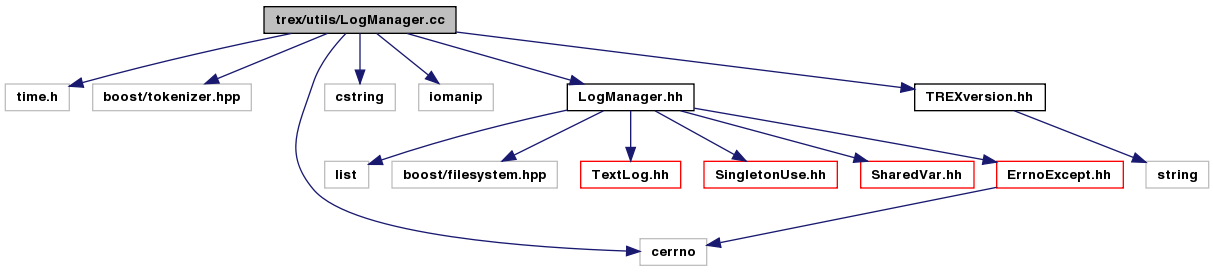 trex/utils/LogManager.cc
time.h
boost/tokenizer.hpp
cstring
iomanip
LogManager.hh
TREXversion.hh
list
boost/filesystem.hpp
TextLog.hh
SingletonUse.hh
SharedVar.hh
ErrnoExcept.hh
string
cerrno